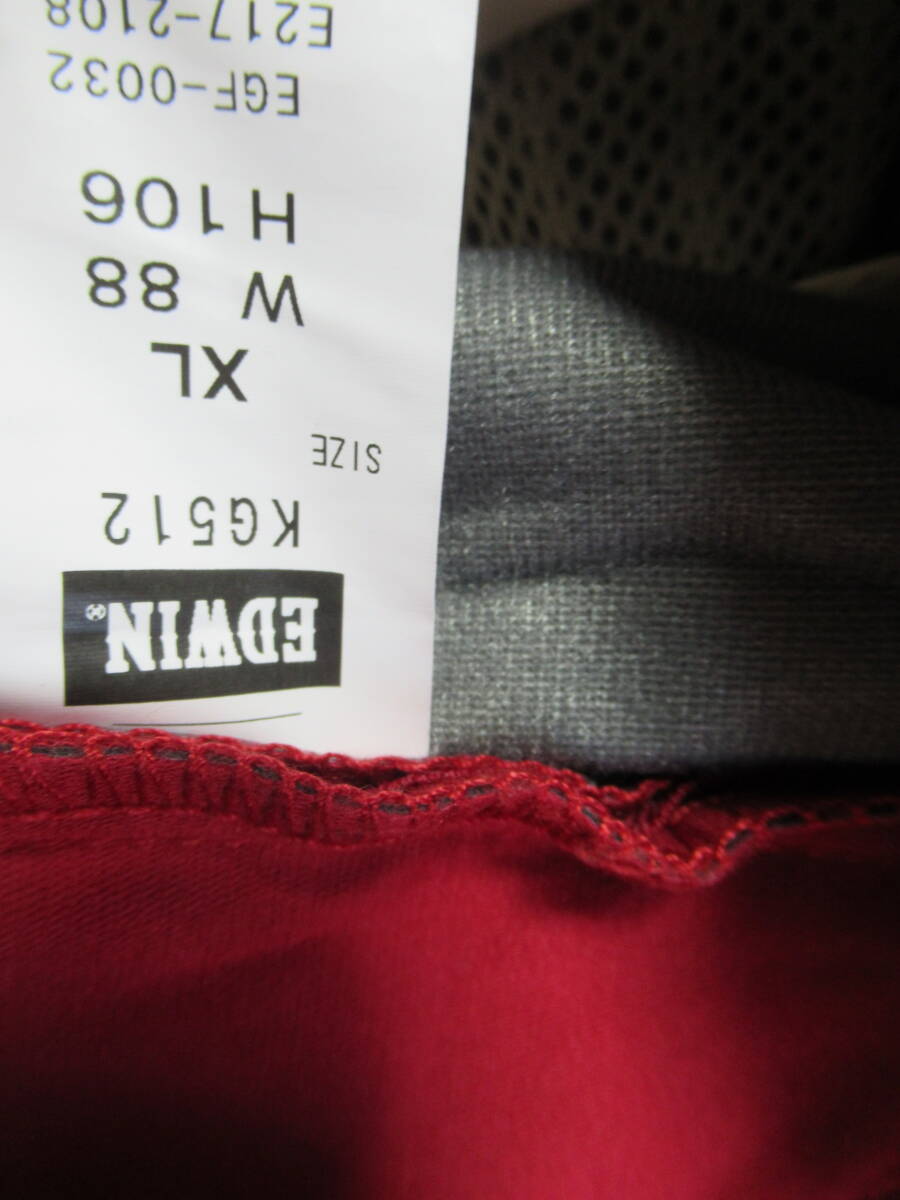 EDWIN®
KG512
SIZE
XL
W 88
H106
EGF-0032
E217-2108